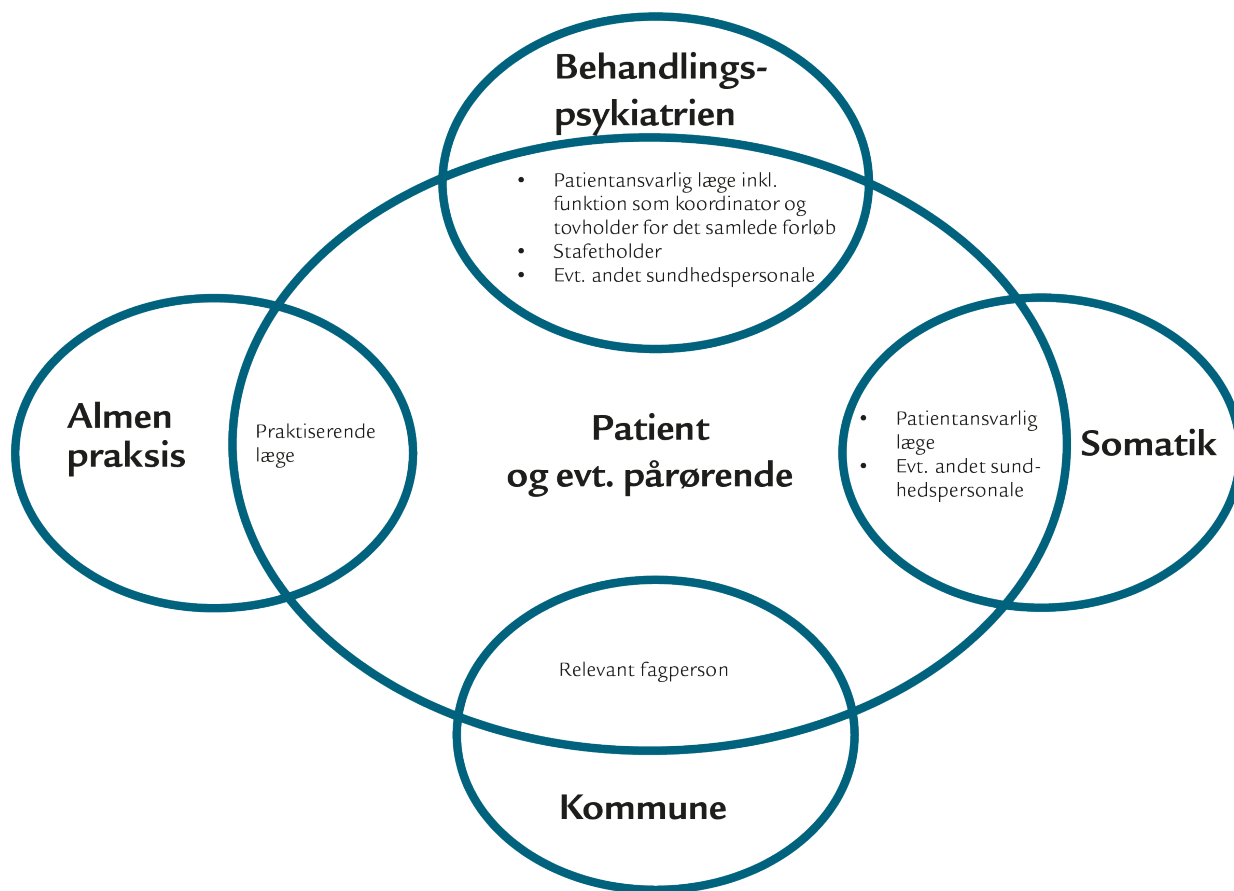 Behandlings-
psykiatrien
• Patientansvarlig læge inkl.
funktion som koordinator og
tovholder for det samlede forløb
• Stafetholder
• Evt. andet sundhedspersonale
Almen
praksis
Praktiserende
læge
Patient
og evt. pårørende
• Patientansvarlig
læge
• Evt. andet sund-
hedspersonale
Somatik
Relevant fagperson
Kommune